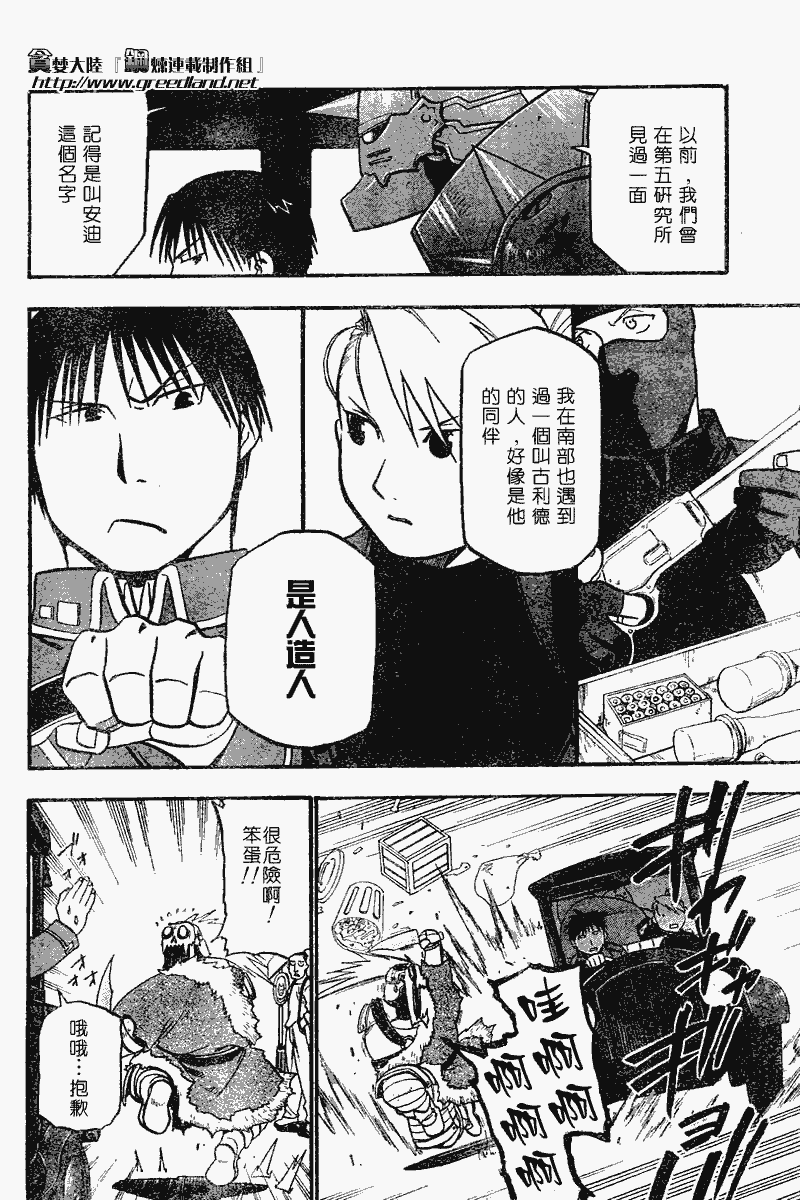 貪婪大陸『鋼煉連載制作組』
http://www.greedland.net
以前，我們曾
在第五研究所
見過一面
記得是叫安迪
這個名字
我在南部也遇到
過一個叫古利德
的人，好像是他
的同伴
是人造人
哇啊啊
啊啊啊
啊啊
很危險啊！
笨蛋！！
哦哦…抱歉